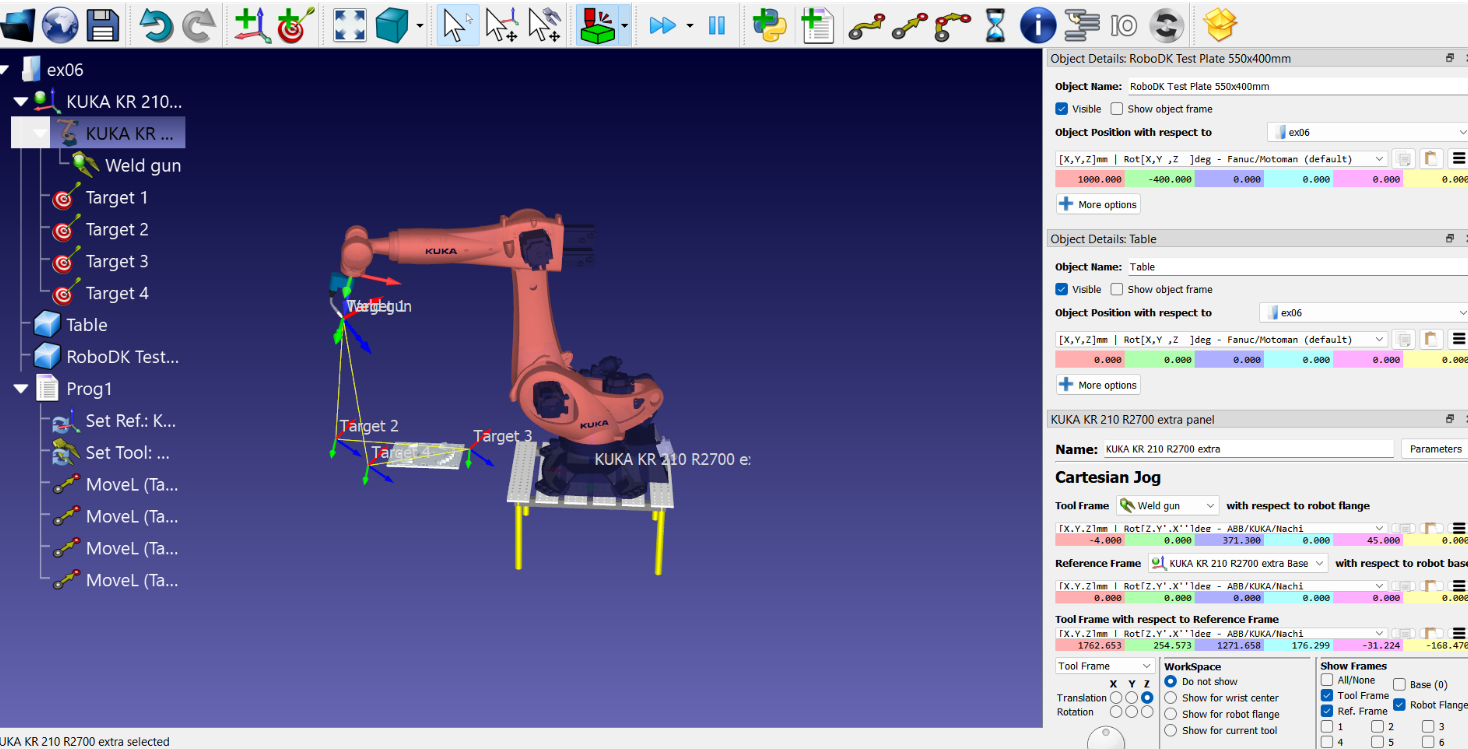 ex06
KUKA KR 210...
KUKA KR ...
Weld gun
Target 1
Target 2
Target 3
Target 4
Table
RoboDK Test...
Prog1
Set Ref.: K...
Set Tool: ...
MoveL (Ta...
MoveL (Ta...
MoveL (Ta...
MoveL (Ta...
IO
KUKA
Target 1
Target 2
Target 3
Target 4
KUKA
KUKA KR 210 R2700 e
Object Details: RoboDK Test Plate 550x400mm
Object Name: RoboDK Test Plate 550x400mm
Visible Show object frame
Object Position with respect to ex06
[X,Y,Z]mm | Rot[X,Y ,Z ]deg - Fanuc/Motoman (default)
1000.000 -400.000 0.000 0.000 0.000 0.000
More options
Object Details: Table
Object Name: Table
Visible Show object frame
Object Position with respect to ex06
[X,Y,Z]mm | Rot[X,Y ,Z ]deg - Fanuc/Motoman (default)
0.000 0.000 0.000 0.000 0.000 0.000
More options
KUKA KR 210 R2700 extra panel
Name: KUKA KR 210 R2700 extra Parameters
Cartesian Jog
Tool Frame Weld gun with respect to robot flange
[X,Y,Z]mm | Rot[Z,Y',X'']deg - ABB/KUKA/Nachi
-4.000 0.000 371.300 0.000 45.000 0.000
Reference Frame KUKA KR 210 R2700 extra Base with respect to robot base
[X,Y,Z]mm | Rot[Z,Y',X'']deg - ABB/KUKA/Nachi
0.000 0.000 0.000 0.000 0.000 0.000
Tool Frame with respect to Reference Frame
[X,Y,Z]mm | Rot[Z,Y',X'']deg - ABB/KUKA/Nachi
1762.653 254.573 1271.658 176.299 -31.224 -168.470
Tool Frame WorkSpace Show Frames
X Y Z Do not show All/None Base (0)
Translation Show for wrist center Tool Frame Robot Flange
Rotation Show for robot flange Ref. Frame
Show for current tool 1 2 3
4 5 6
UKA KR 210 R2700 extra selected